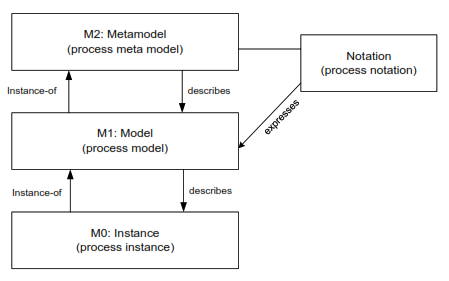 M2: Metamodel
(process meta model)
Notation
(process notation)
Instance-of
describes
expresses
M1: Model
(process model)
Instance-of
describes
M0: Instance
(process instance)